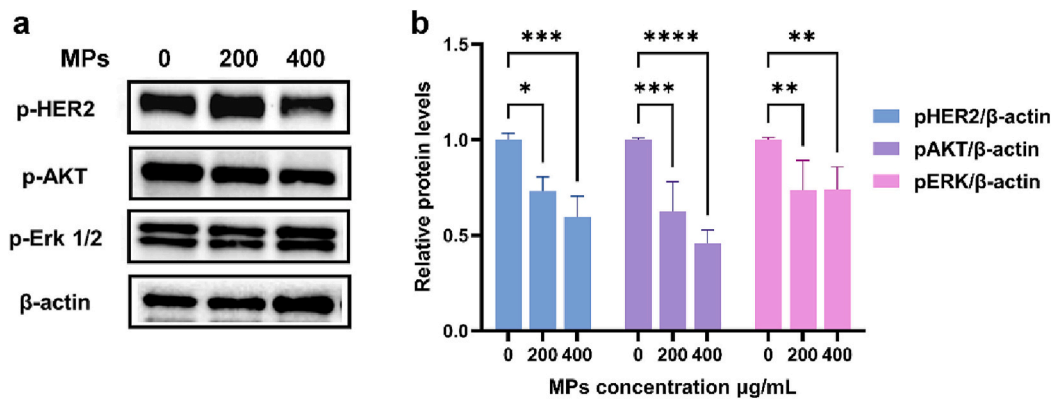 a
MPs 0 200 400
p-HER2
p-AKT
p-Erk 1/2
β-actin
b
Relative protein levels
1.5
1.0
0.5
0.0
*** **** **
* *** **
0 200 400 0 200 400 0 200 400
MPs concentration μg/mL
pHER2/β-actin
pAKT/β-actin
pERK/β-actin